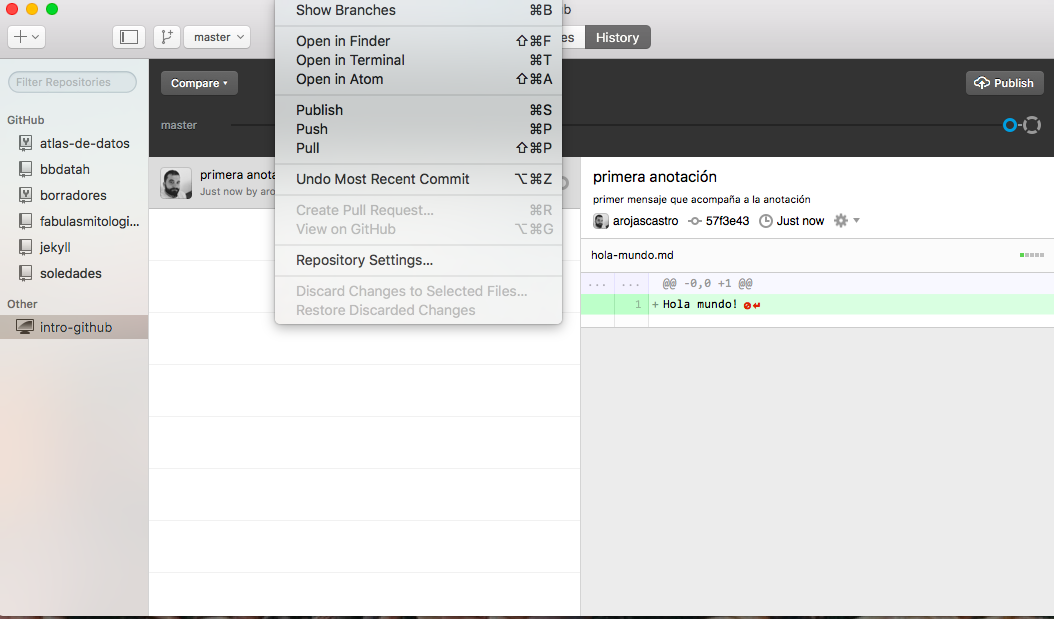 Show Branches ⌘B
b
master
es
History
Open in Finder ⇧⌘F
Open in Terminal ⌘T
Open in Atom ⇧⌘A
Filter Repositories
Compare
Publish
Publish ⌘S
Push ⌘P
Pull ⇧⌘P
master
GitHub
atlas-de-datos
bbdatah
borradores
fabulasmitologi...
jekyll
soledades
Other
intro-github
primera anota
Just now by aro
Undo Most Recent Commit ⌥⌘Z
Create Pull Request... ⌘R
View on GitHub ⌥⌘G
Repository Settings...
Discard Changes to Selected Files...
Restore Discarded Changes
primera anotación
primer mensaje que acompaña a la anotación
arojascastro 57f3e43 Just now
hola-mundo.md
... ... @@ -0,0 +1 @@
1 +Hola mundo!